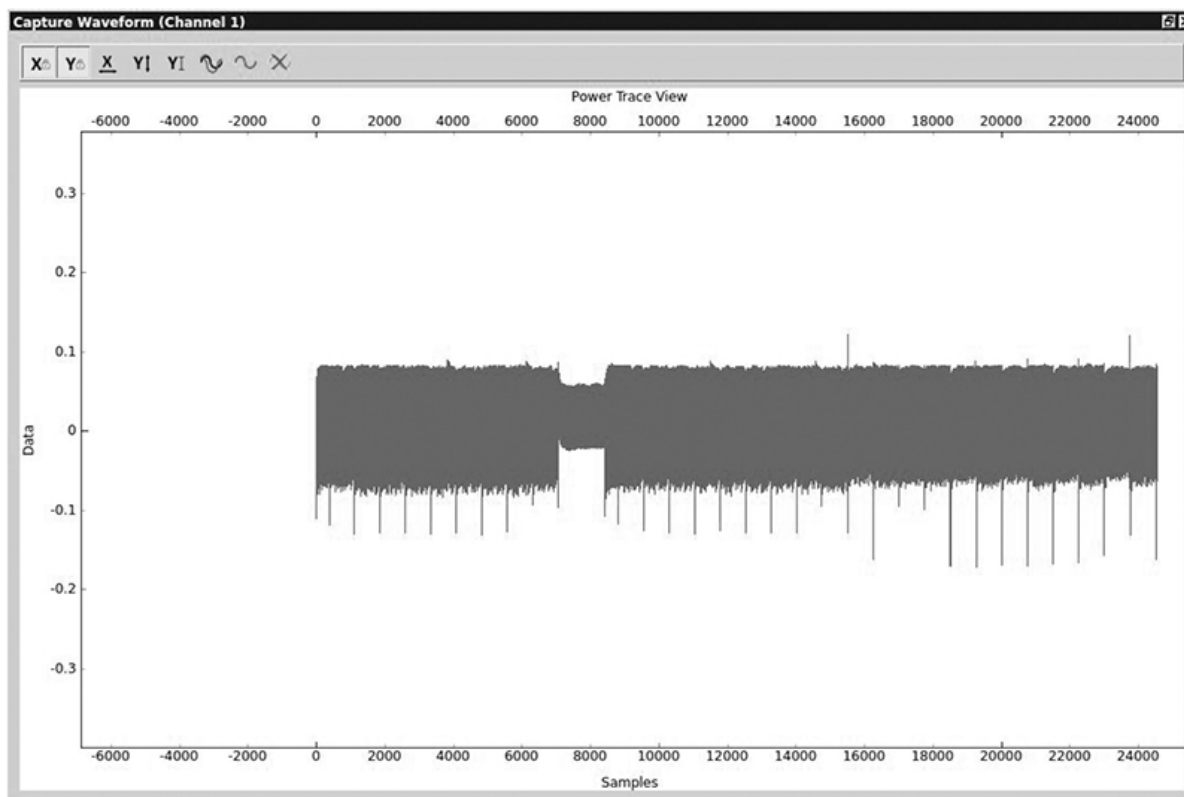 Capture Waveform (Channel 1)
X Y X Y Y
Power Trace View
-6000 -4000 -2000 0 2000 4000 6000 8000 10000 12000 14000 16000 18000 20000 22000 24000
0.3
0.2
0.1
0
-0.1
-0.2
-0.3
Data
-6000 -4000 -2000 0 2000 4000 6000 8000 10000 12000 14000 16000 18000 20000 22000 24000
Samples